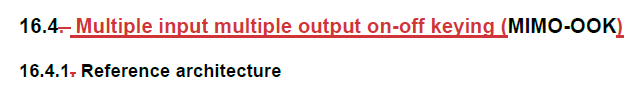 16.4.– Multiple input multiple output on-off keying (MIMO-OOK)
16.4.1. Reference architecture